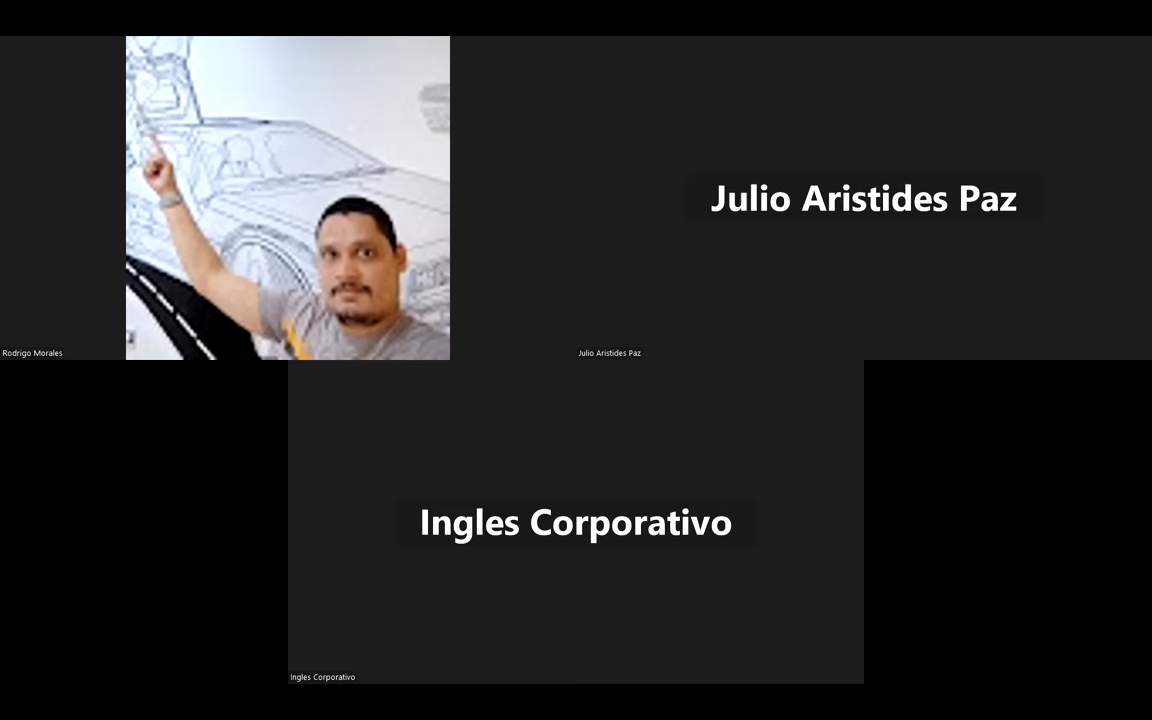 Julio Aristides Paz
Rodrigo Morales
Julio Aristides Paz
Ingles Corporativo
Ingles Corporativo